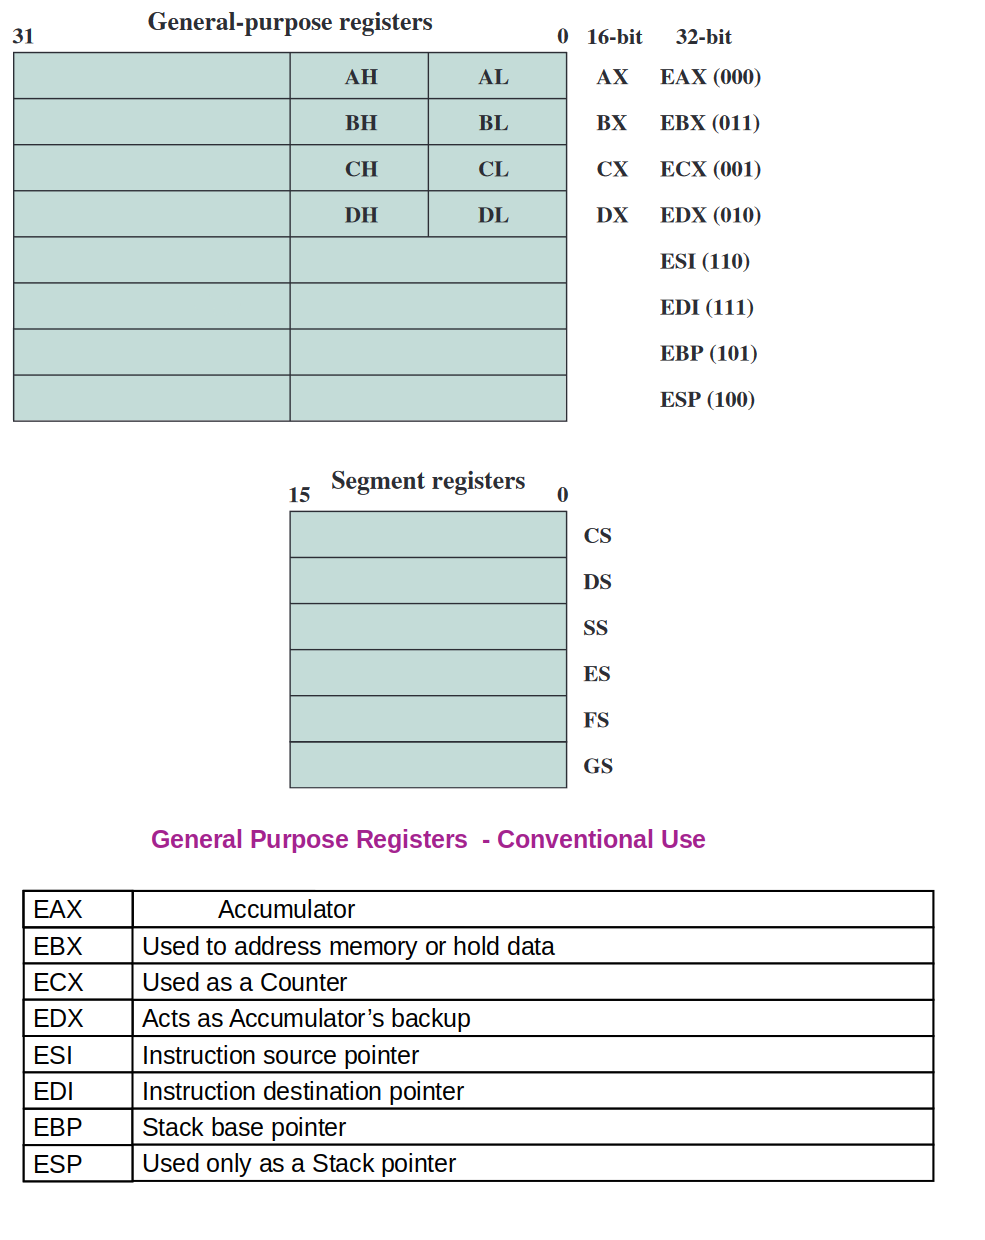 General-purpose registers
31 0 16-bit 32-bit
AH AL AX EAX (000)
BH BL BX EBX (011)
CH CL CX ECX (001)
DH DL DX EDX (010)
ESI (110)
EDI (111)
EBP (101)
ESP (100)
Segment registers
15 0
CS
DS
SS
ES
FS
GS
General Purpose Registers - Conventional Use
EAX Accumulator
EBX Used to address memory or hold data
ECX Used as a Counter
EDX Acts as Accumulator’s backup
ESI Instruction source pointer
EDI Instruction destination pointer
EBP Stack base pointer
ESP Used only as a Stack pointer